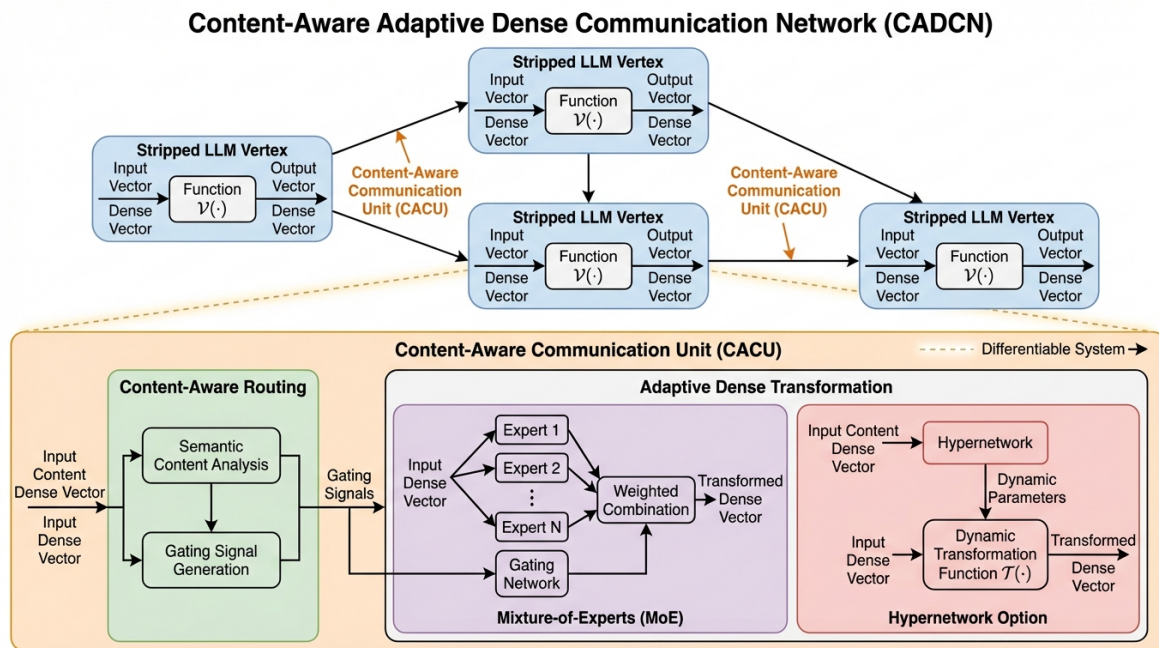 Content-Aware Adaptive Dense Communication Network (CADCN)
Stripped LLM Vertex
Input
Vector
Dense
Vector
Function
𝒱(·)
Output
Vector
Dense
Vector
Stripped LLM Vertex
Input
Vector
Dense
Vector
Function
𝒱(·)
Output
Vector
Dense
Vector
Content-Aware
Communication
Unit (CACU)
Stripped LLM Vertex
Input
Vector
Dense
Vector
Function
𝒱(·)
Output
Vector
Dense
Vector
Content-Aware
Communication
Unit (CACU)
Stripped LLM Vertex
Input
Vector
Dense
Vector
Function
𝒱(·)
Output
Vector
Dense
Vector
Content-Aware Communication Unit (CACU)
Differentiable System
Content-Aware Routing
Input
Content
Dense Vector
Input
Dense
Vector
Semantic
Content Analysis
Gating Signal
Generation
Gating
Signals
Adaptive Dense Transformation
Input
Dense
Vector
Expert 1
Expert 2
⋮
Expert N
Gating
Network
Weighted
Combination
Transformed
Dense
Vector
Mixture-of-Experts (MoE)
Input Content
Dense
Vector
Hypernetwork
Dynamic
Parameters
Input
Dense
Vector
Dynamic
Transformation
Function 𝒯(·)
Transformed
Dense
Vector
Hypernetwork Option